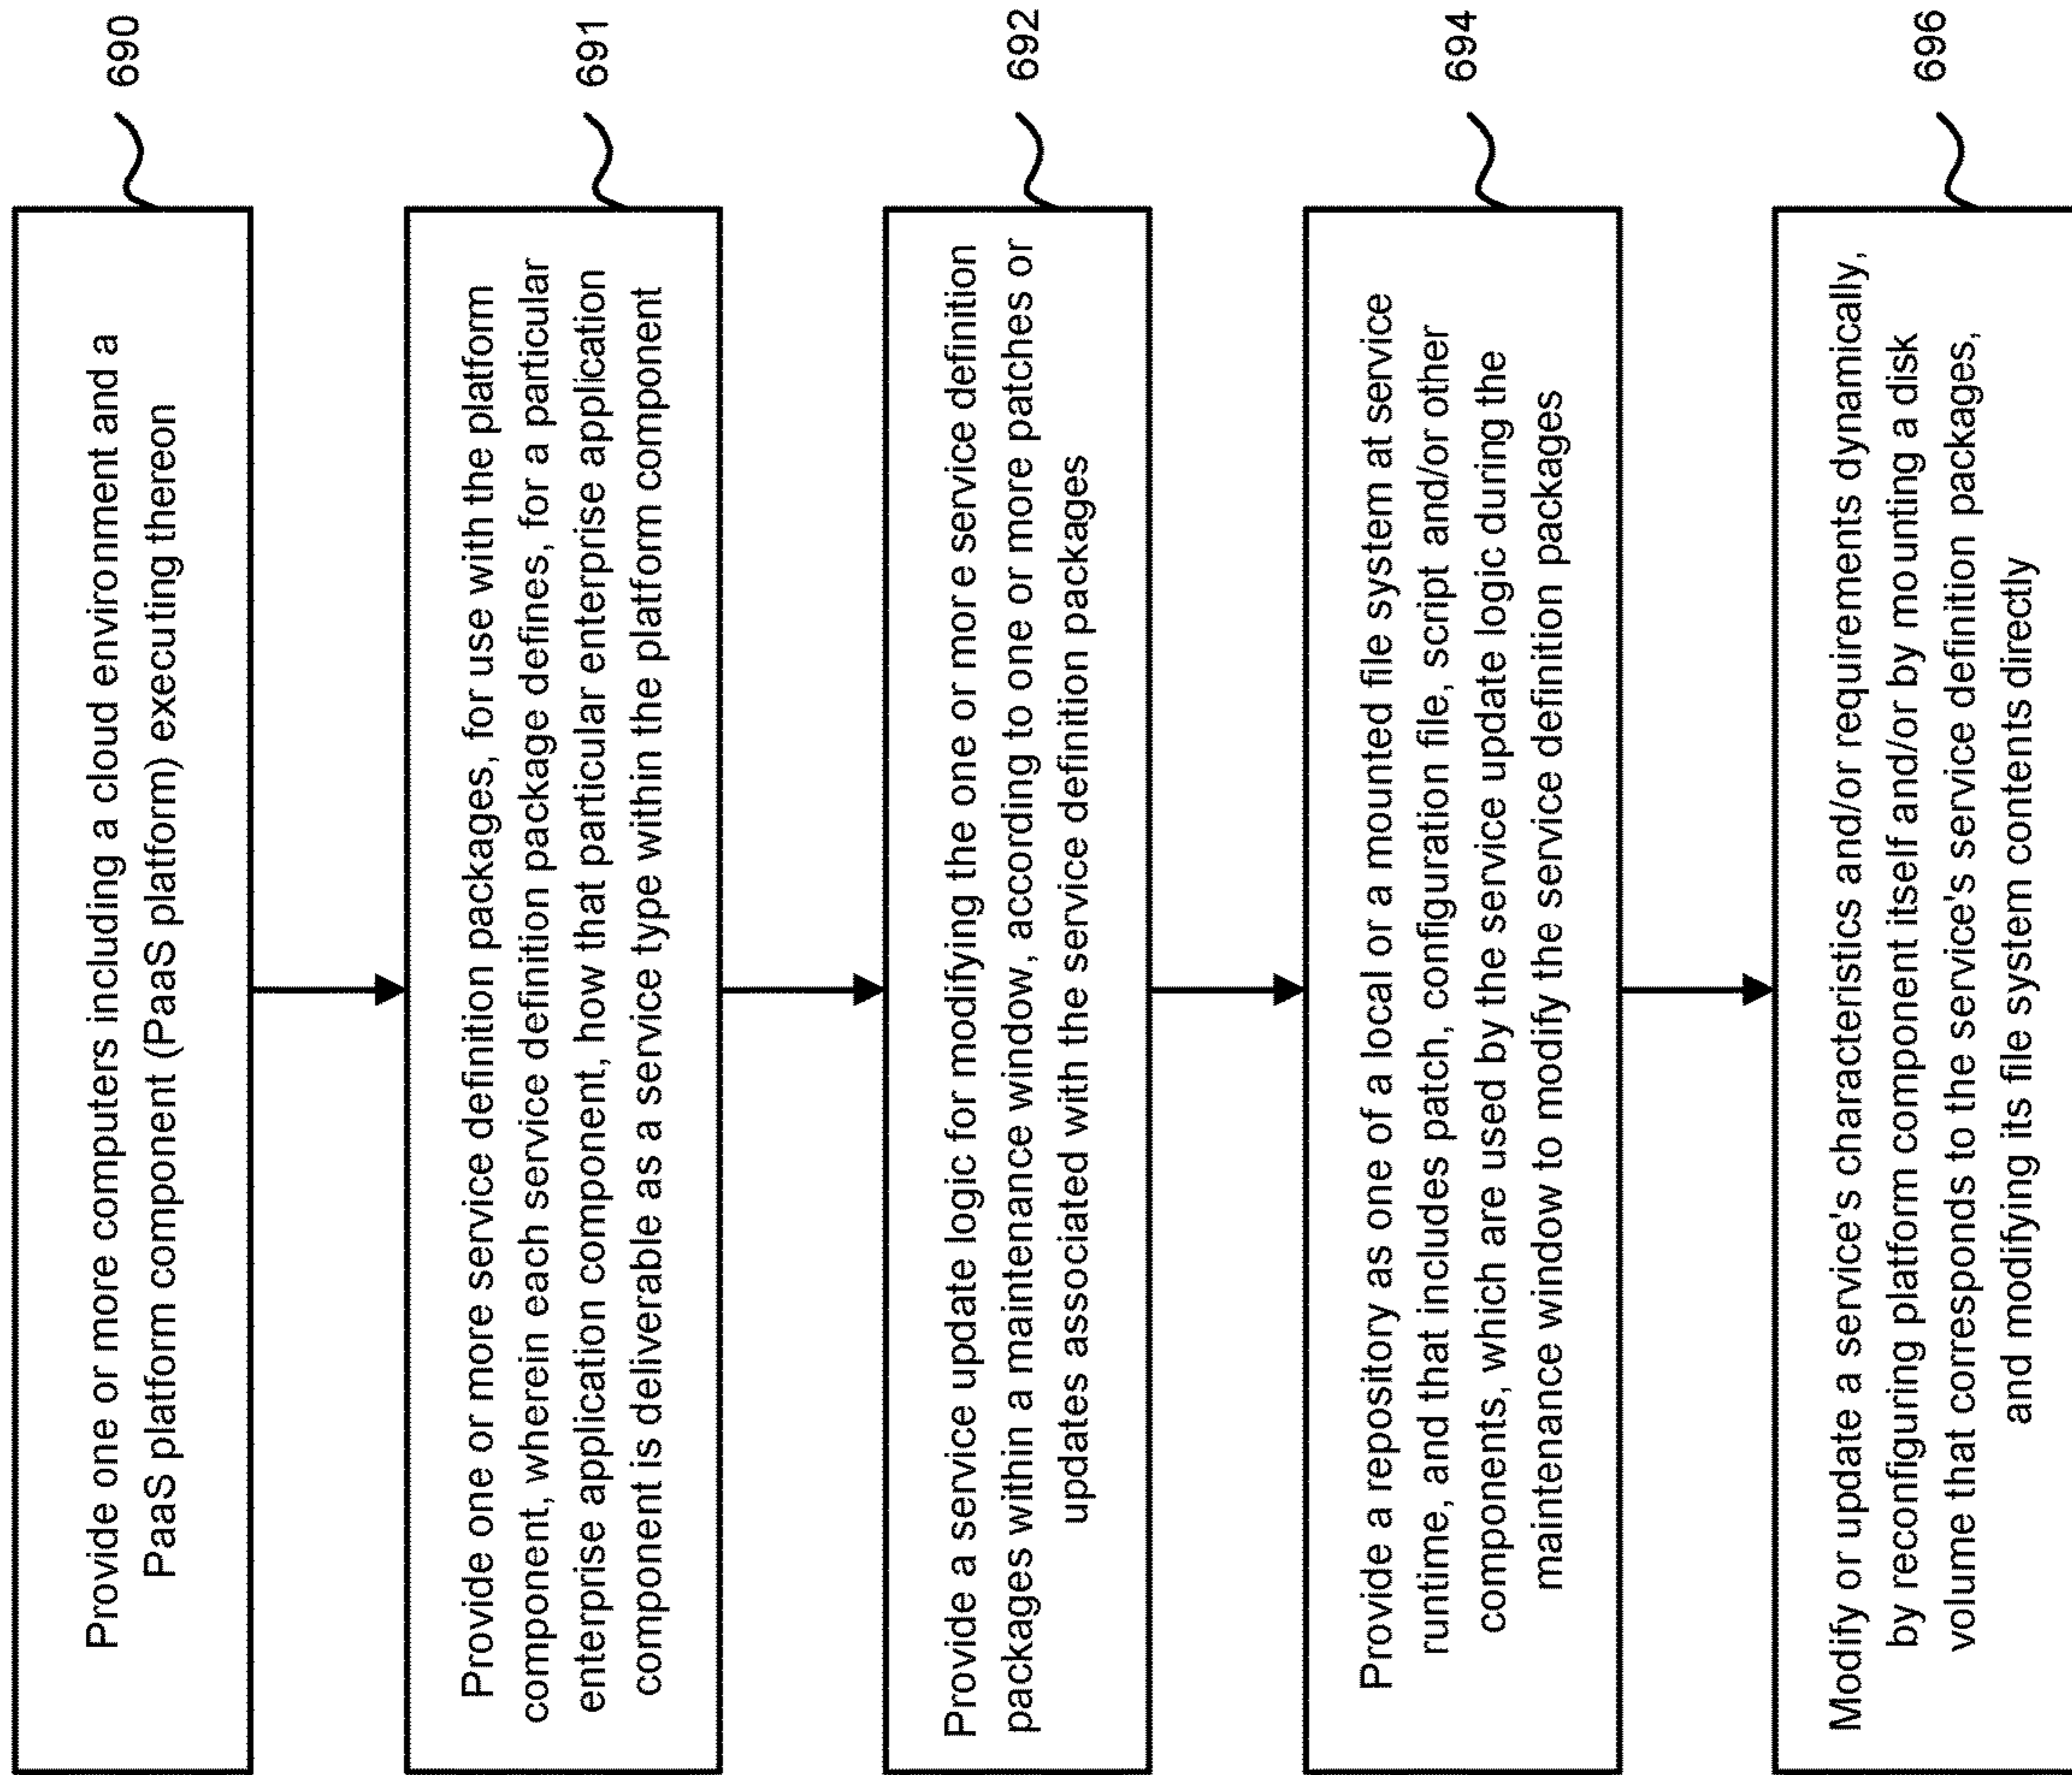 Provide one or more computers including a cloud environment and a
PaaS platform component (PaaS platform) executing thereon
690
Provide one or more service definition packages, for use with the platform
component, wherein each service definition package defines, for a particular
enterprise application component, how that particular enterprise application
component is deliverable as a service type within the platform component
691
Provide a service update logic for modifying the one or more service definition
packages within a maintenance window, according to one or more patches or
updates associated with the service definition packages
692
Provide a repository as one of a local or a mounted file system at service
runtime, and that includes patch, configuration file, script and/or other
components, which are used by the service update logic during the
maintenance window to modify the service definition packages
694
Modify or update a service's characteristics and/or requirements dynamically,
by reconfiguring platform component itself and/or by mounting a disk
volume that corresponds to the service's service definition packages,
and modifying its file system contents directly
696